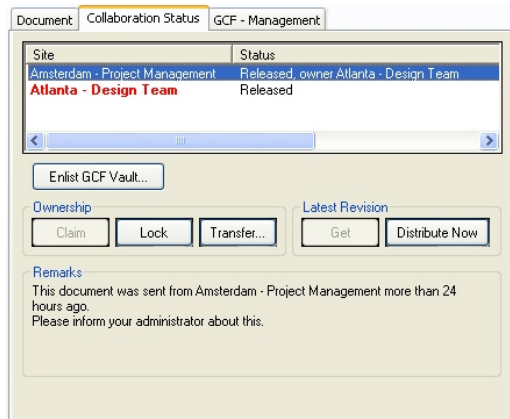 Document Collaboration Status GCF - Management
Site Status
Amsterdam - Project Management Released, owner Atlanta - Design Team
Atlanta - Design Team Released
Enlist GCF Vault...
Ownership Latest Revision
Claim Lock Transfer... Get Distribute Now
Remarks
This document was sent from Amsterdam - Project Management more than 24
hours ago.
Please inform your administrator about this.